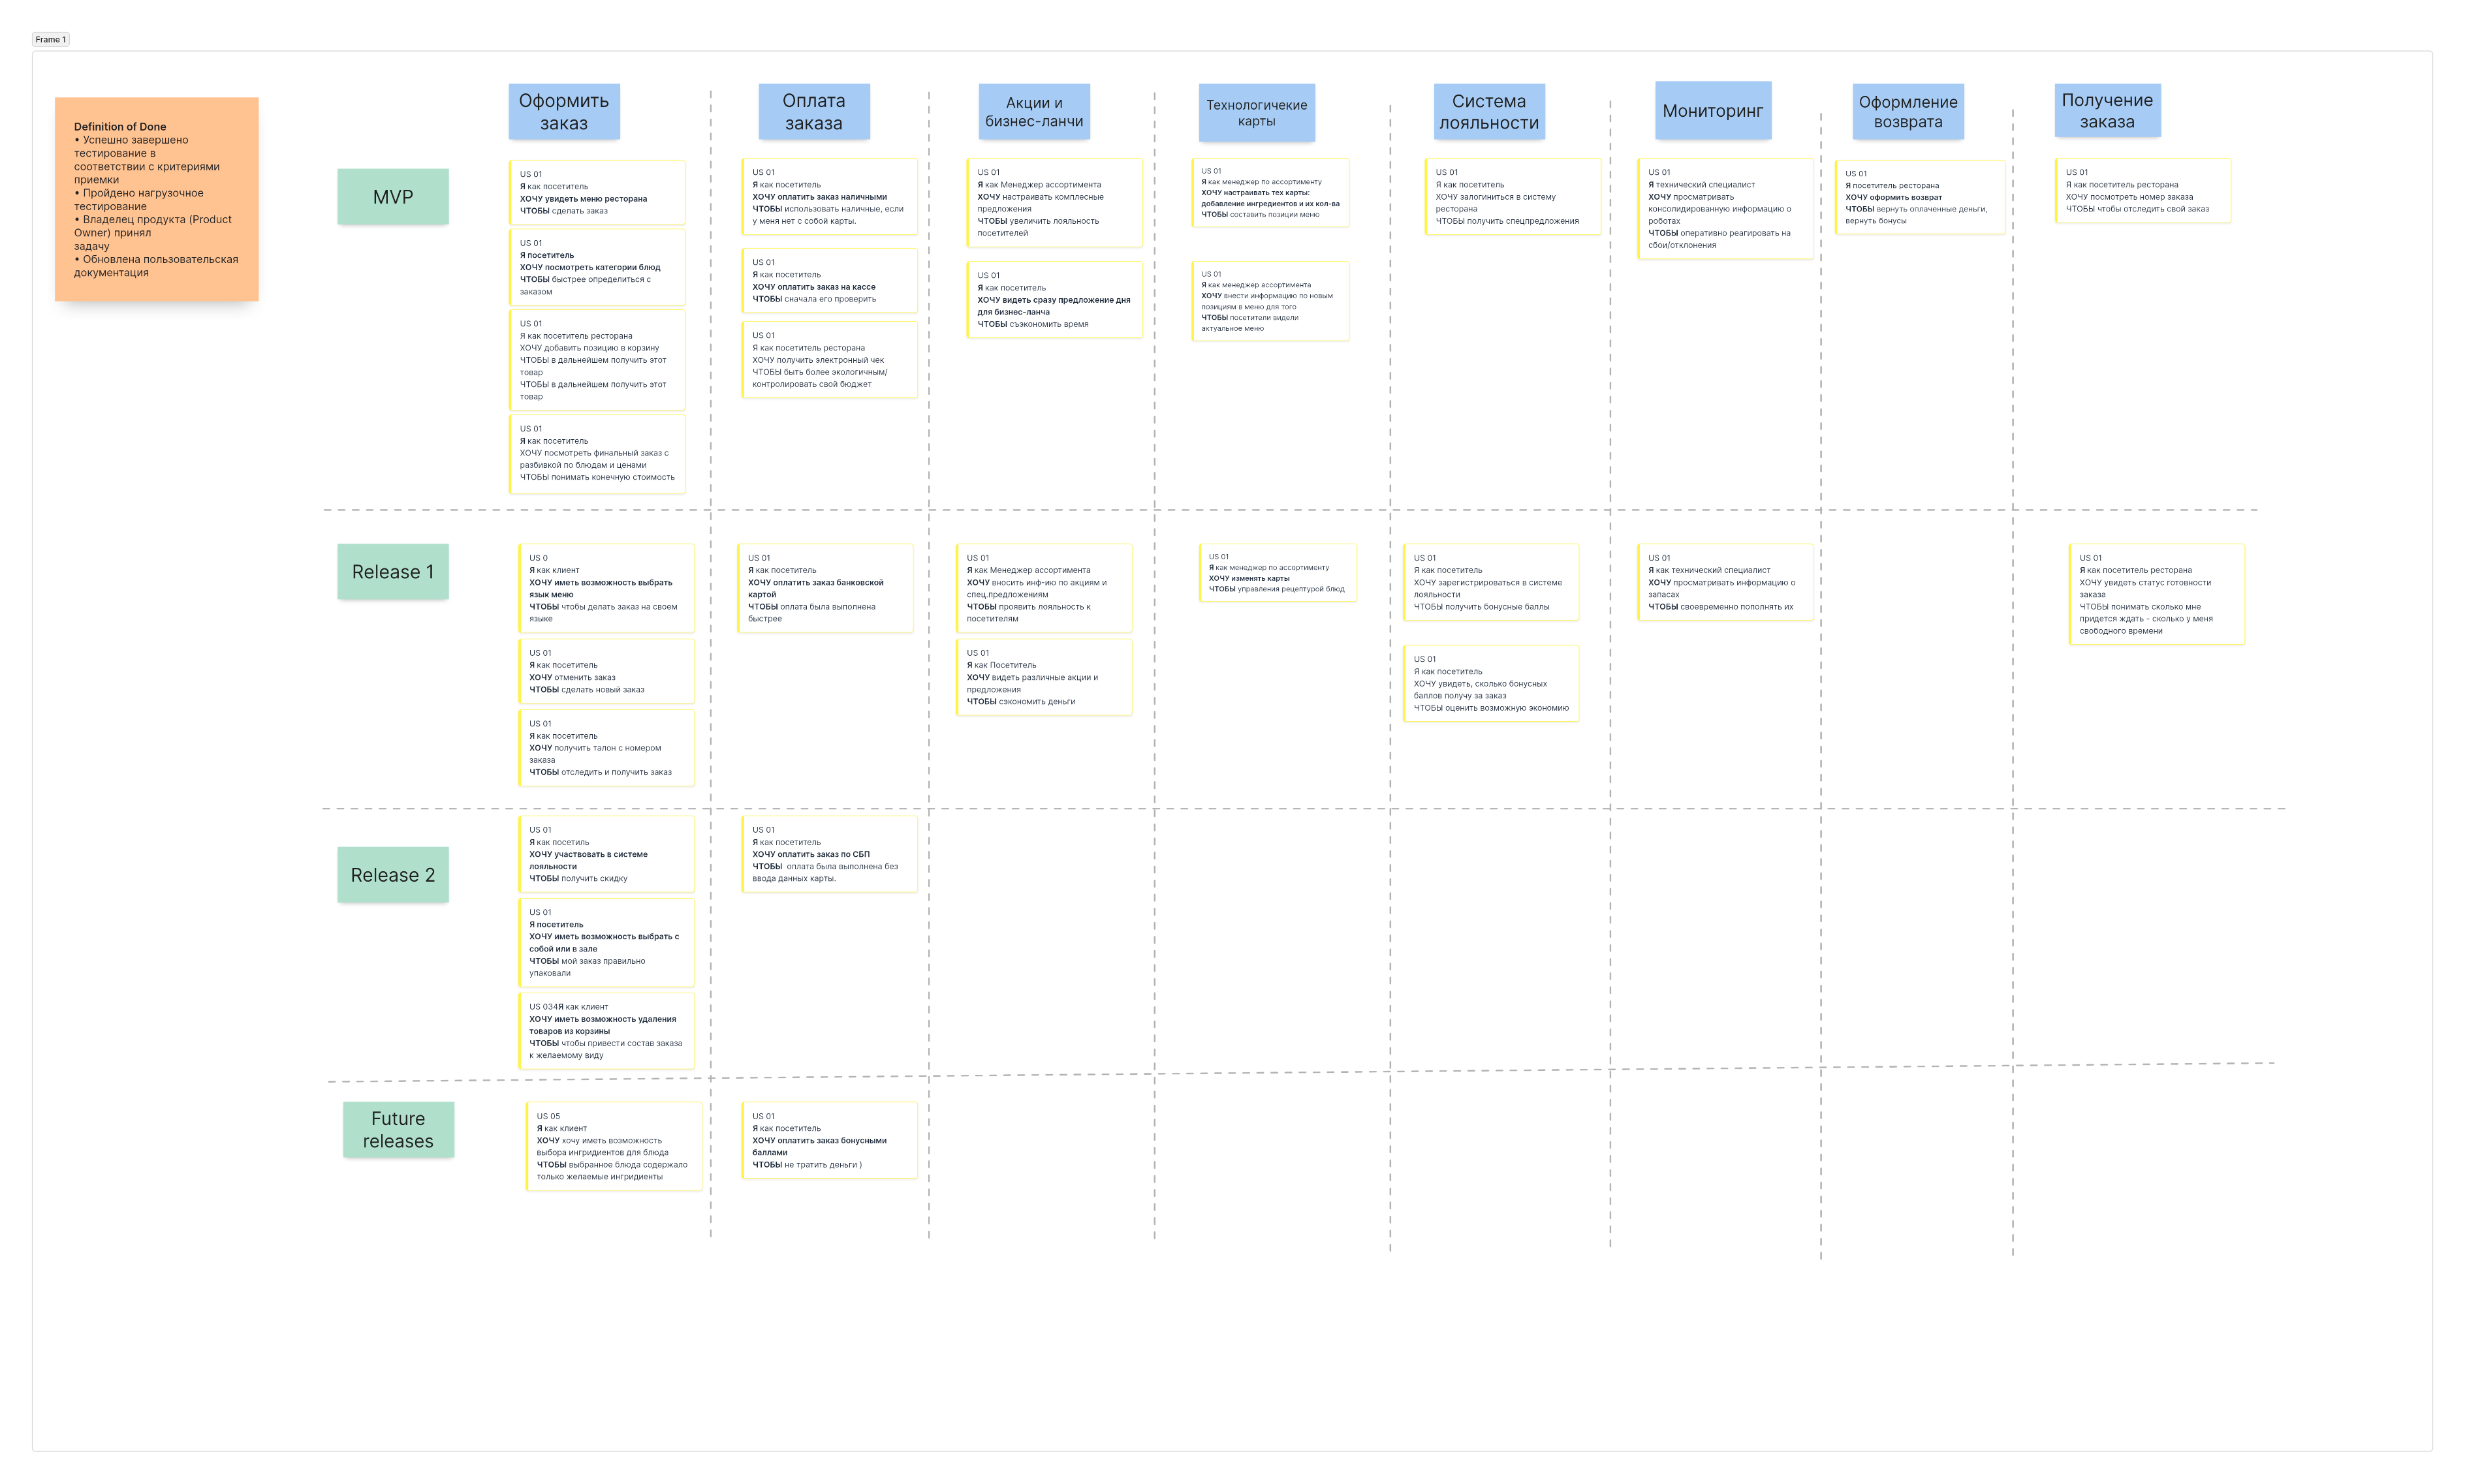 Frame 1
Definition of Done
• Успешно завершено
тестирование в
соответствии с критериями
приемки
• Пройдено нагрузочное
тестирование
• Владелец продукта (Product
Owner) принял
задачу
• Обновлена пользовательская
документация
Оформить
заказ
Оплата
заказа
Акции и
бизнес-ланчи
Технологичекие
карты
Система
лояльности
Мониторинг
Оформление
возврата
Получение
заказа
MVP
US 01
Я как посетитель
ХОЧУ увидеть меню ресторана
ЧТОБЫ сделать заказ
US 01
Я посетитель
ХОЧУ посмотреть категории блюд
ЧТОБЫ быстрее определиться с
заказом
US 01
Я как посетитель ресторана
ХОЧУ добавить позицию в корзину
ЧТОБЫ в дальнейшем получить этот
товар
ЧТОБЫ в дальнейшем получить этот
товар
US 01
Я как посетитель
ХОЧУ посмотреть финальный заказ с
разбивкой по блюдам и ценами
ЧТОБЫ понимать конечную стоимость
US 01
Я как посетитель
ХОЧУ оплатить заказ наличными
ЧТОБЫ использовать наличные, если
у меня нет с собой карты.
US 01
Я как посетитель
ХОЧУ оплатить заказ на кассе
ЧТОБЫ сначала его проверить
US 01
Я как посетитель ресторана
ХОЧУ получить электронный чек
ЧТОБЫ быть более экологичным/
контролировать свой бюджет
US 01
Я как Менеджер ассортимента
ХОЧУ настраивать комплесные
предложения
ЧТОБЫ увеличить лояльность
посетителей
US 01
Я как посетитель
ХОЧУ видеть сразу предложение дня
для бизнес-ланча
ЧТОБЫ съэкономить время
US 01
Я как менеджер по ассортименту
ХОЧУ настраивать тех карты:
добавление ингредиентов и их кол-ва
ЧТОБЫ составить позиции меню
US 01
Я как менеджер ассортимента
ХОЧУ внести информацию по новым
позициям в меню для того
ЧТОБЫ посетители видели
актуальное меню
US 01
Я как посетитель
ХОЧУ залогиниться в систему
ресторана
ЧТОБЫ получить спецпредложения
US 01
Я технический специалист
ХОЧУ просматривать
консолидированную информацию о
роботах
ЧТОБЫ оперативно реагировать на
сбои/отклонения
US 01
Я посетитель ресторана
ХОЧУ оформить возврат
ЧТОБЫ вернуть оплаченные деньги,
вернуть бонусы
US 01
Я как посетитель ресторана
ХОЧУ посмотреть номер заказа
ЧТОБЫ чтобы отследить свой заказ
Release 1
US 0
Я как клиент
ХОЧУ иметь возможность выбрать
язык меню
ЧТОБЫ чтобы делать заказ на своем
языке
US 01
Я как посетитель
ХОЧУ отменить заказ
ЧТОБЫ сделать новый заказ
US 01
Я как посетитель
ХОЧУ получить талон с номером
заказа
ЧТОБЫ отследить и получить заказ
US 01
Я как посетитель
ХОЧУ оплатить заказ банковской
картой
ЧТОБЫ оплата была выполнена
быстрее
US 01
Я как Менеджер ассортимента
ХОЧУ вносить инф-ию по акциям и
спец.предложениям
ЧТОБЫ проявить лояльность к
посетителям
US 01
Я как Посетитель
ХОЧУ видеть различные акции и
предложения
ЧТОБЫ сэкономить деньги
US 01
Я как менеджер по ассортименту
ХОЧУ изменять карты
ЧТОБЫ управления рецептурой блюд
US 01
Я как посетитель
ХОЧУ зарегистрироваться в системе
лояльности
ЧТОБЫ получить бонусные баллы
US 01
Я как посетитель
ХОЧУ увидеть, сколько бонусных
баллов получу за заказ
ЧТОБЫ оценить возможную экономию
US 01
Я как технический специалист
ХОЧУ просматривать информацию о
запасах
ЧТОБЫ своевременно пополнять их
US 01
Я как посетитель ресторана
ХОЧУ увидеть статус готовности
заказа
ЧТОБЫ понимать сколько мне
придется ждать - сколько у меня
свободного времени
Release 2
US 01
Я как посетиль
ХОЧУ участвовать в системе
лояльности
ЧТОБЫ получить скидку
US 01
Я посетитель
ХОЧУ иметь возможность выбрать с
собой или в зале
ЧТОБЫ мой заказ правильно
упаковали
US 034Я как клиент
ХОЧУ иметь возможность удаления
товаров из корзины
ЧТОБЫ чтобы привести состав заказа
к желаемому виду
US 01
Я как посетитель
ХОЧУ оплатить заказ по СБП
ЧТОБЫ оплата была выполнена без
ввода данных карты.
Future
releases
US 05
Я как клиент
ХОЧУ хочу иметь возможность
выбора ингридиентов для блюда
ЧТОБЫ выбранное блюда содержало
только желаемые ингридиенты
US 01
Я как посетитель
ХОЧУ оплатить заказ бонусными
баллами
ЧТОБЫ не тратить деньги )